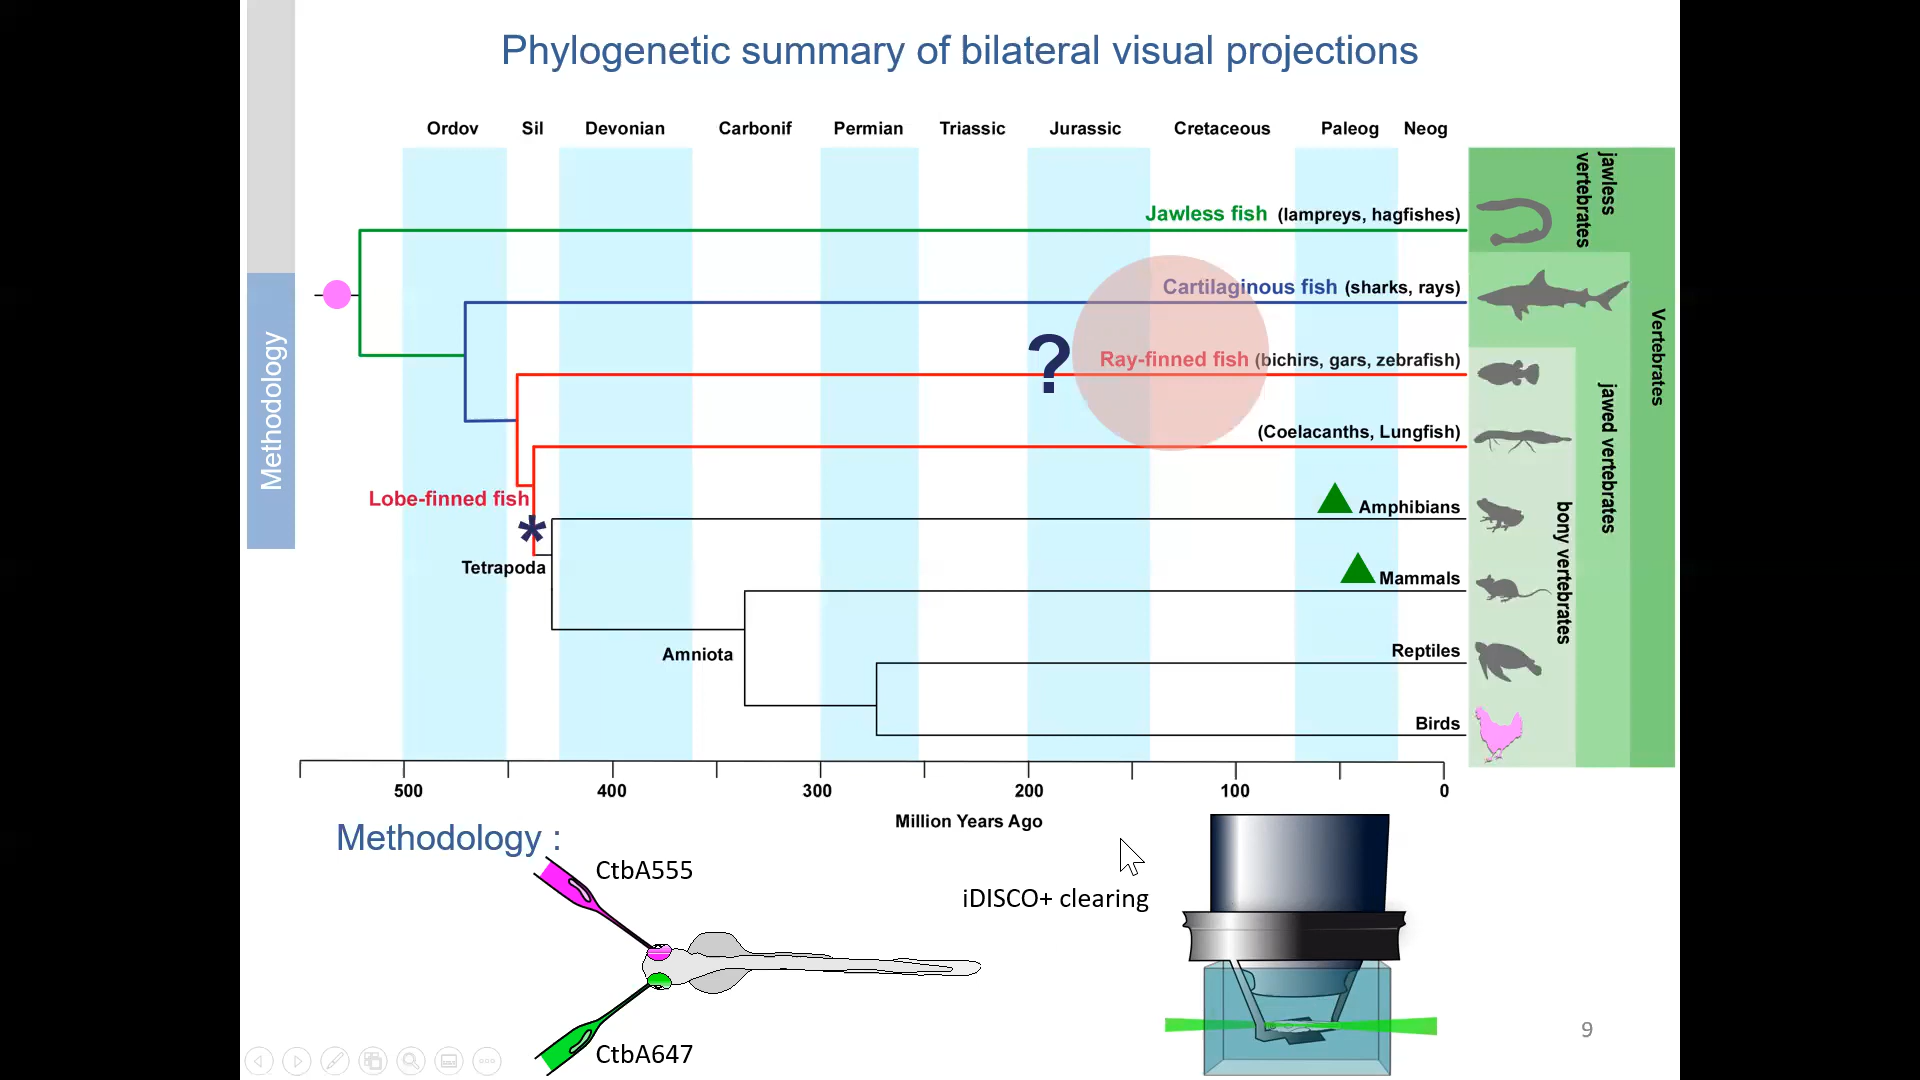 Phylogenetic summary of bilateral visual projections
Ordov Sil Devonian Carbonif Permian Triassic Jurassic Cretaceous Paleog Neog
Methodology
Jawless fish (lampreys, hagfishes)
Cartilaginous fish (sharks, rays)
?
Ray-finned fish (bichirs, gars, zebrafish)
(Coelacanths, Lungfish)
Lobe-finned fish
*
Amphibians
Tetrapoda
Mammals
Amniota
Reptiles
Birds
jawless
vertebrates
Vertebrates
jawed vertebrates
bony vertebrates
500 400 300 200 100 0
Million Years Ago
Methodology :
CtbA555
iDISCO+ clearing
CtbA647
9